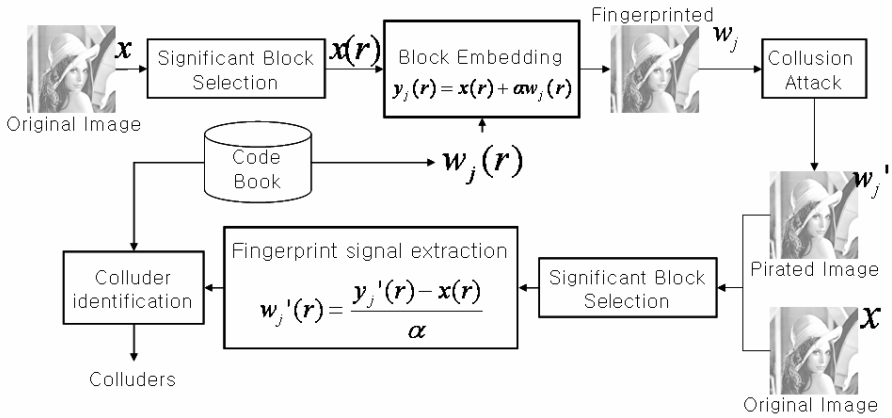 Fingerprinted
x
Significant Block
Selection
x(r)
Block Embedding
y_j(r) = x(r) + αw_j(r)
w_j
Collusion
Attack
Original Image
Code
Book
w_j(r)
w_j'
Fingerprint signal extraction
w_j'(r) = (y_j'(r) − x(r)) / α
Colluder
identification
Significant Block
Selection
Pirated Image
x
Colluders
Original Image